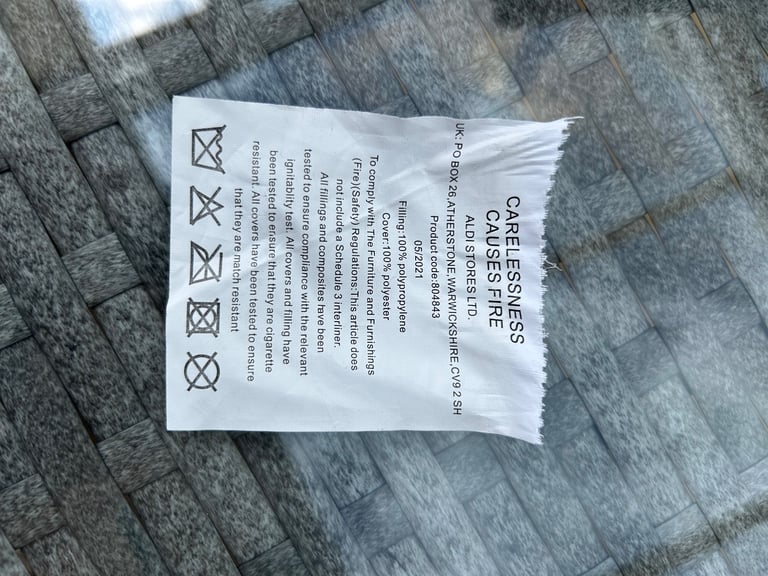 CARELESSNESS
CAUSES FIRE
ALDI STORES LTD.
UK: PO BOX 26,ATHERSTONE,WARWICKSHIRE,CV9 2 SH
Product code:804843
05/2021
Filling:100% polypropylene
Cover:100% polyester
To comply with The Furniture and Furnishings
(Fire)(Safety) Regulations:This article does
not include a Schedule 3 interliner.
All fillings and composites have been
tested to ensure compliance with the relevant
ignitablity test. All covers and filling have
been tested to ensure that they are cigarette
resistant. All covers have been tested to ensure
that they are match resistant